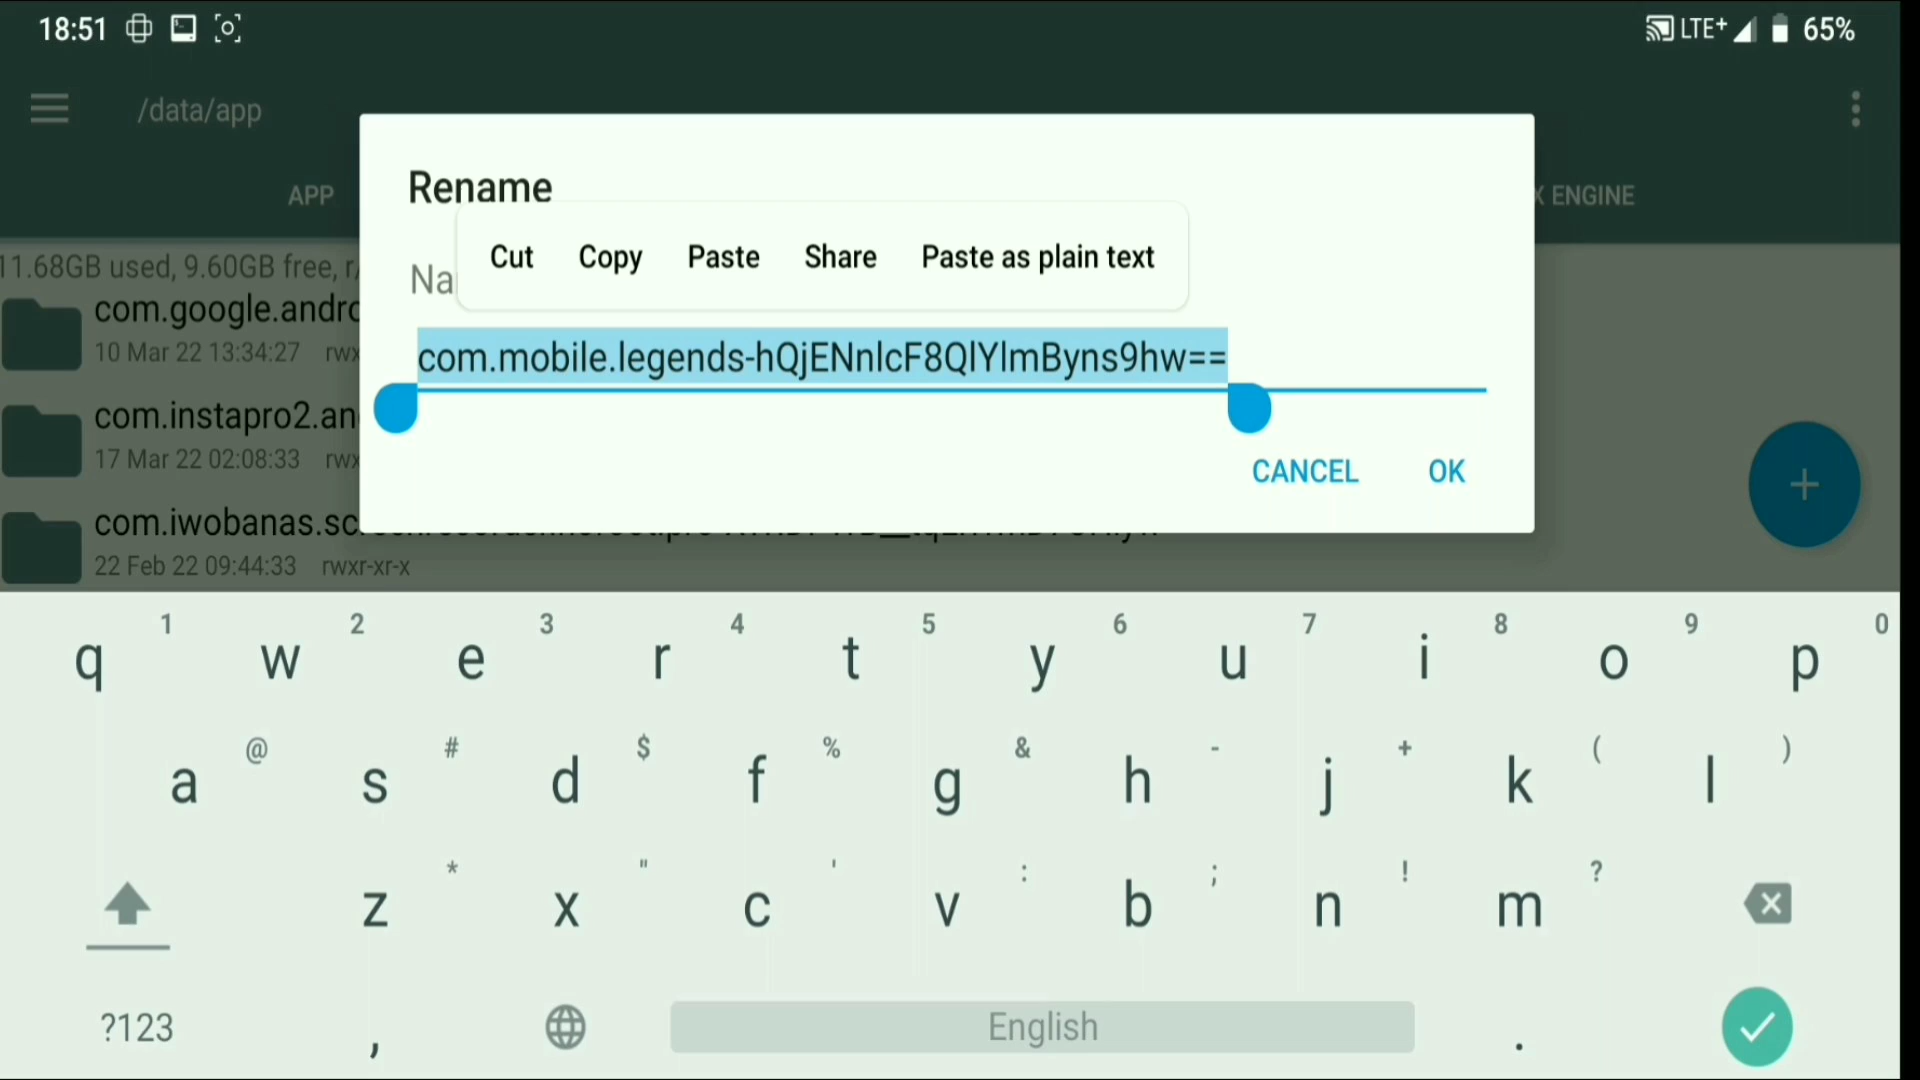 18:51 LTE+ 65%
/data/app
Rename
APP
X ENGINE
Cut Copy Paste Share Paste as plain text
11.68GB used, 9.60GB free, r/
Na
com.google.andro
10 Mar 22 13:34:27 rwx
com.mobile.legends-hQjENnlcF8QlYlmByns9hw==
com.instapro2.an
17 Mar 22 02:08:33 rwx
CANCEL OK
com.iwobanas.sc
22 Feb 22 09:44:33 rwxr-xr-x
1 2 3 4 5 6 7 8 9 0
q w e r t y u i o p
@ # $ % & - + ( )
a s d f g h j k l
* " ' : ; ! ?
z x c v b n m
?123 , English .